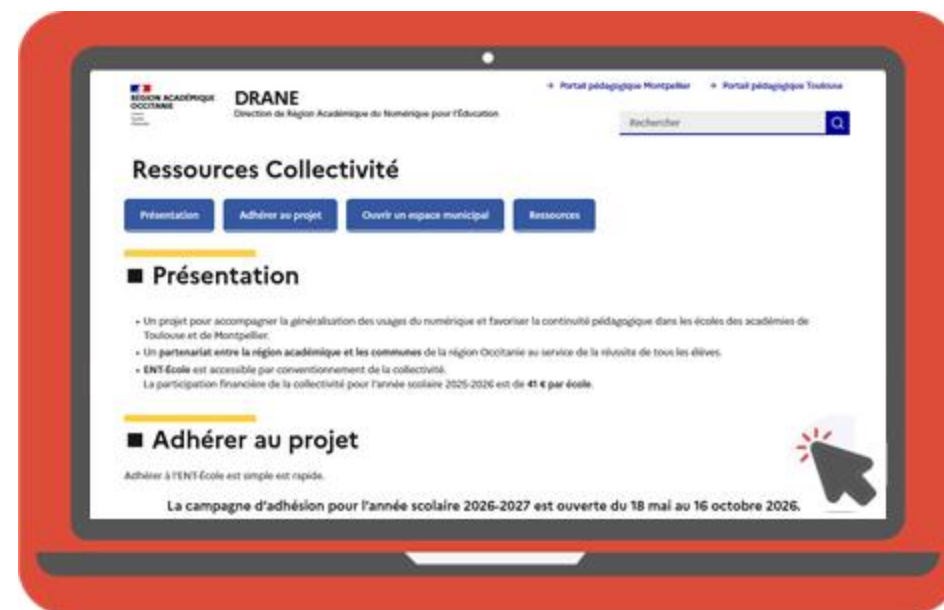 → Portail pédagogique Montpellier → Portail pédagogique Toulouse
RÉGION ACADÉMIQUE
OCCITANIE
DRANE
Direction de Région Académique du Numérique pour l'Éducation
Rechercher
Ressources Collectivité
Présentation Adhérer au projet Ouvrir un espace municipal Ressources
■ Présentation
• Un projet pour accompagner la généralisation des usages du numérique et favoriser la continuité pédagogique dans les écoles des académies de
Toulouse et de Montpellier.
• Un partenariat entre la région académique et les communes de la région Occitanie au service de la réussite de tous les élèves.
• ENT-École est accessible par conventionnement de la collectivité.
La participation financière de la collectivité pour l'année scolaire 2025-2026 est de 41 € par école.
■ Adhérer au projet
Adhérer à l'ENT-École est simple est rapide.
La campagne d'adhésion pour l'année scolaire 2026-2027 est ouverte du 18 mai au 16 octobre 2026.